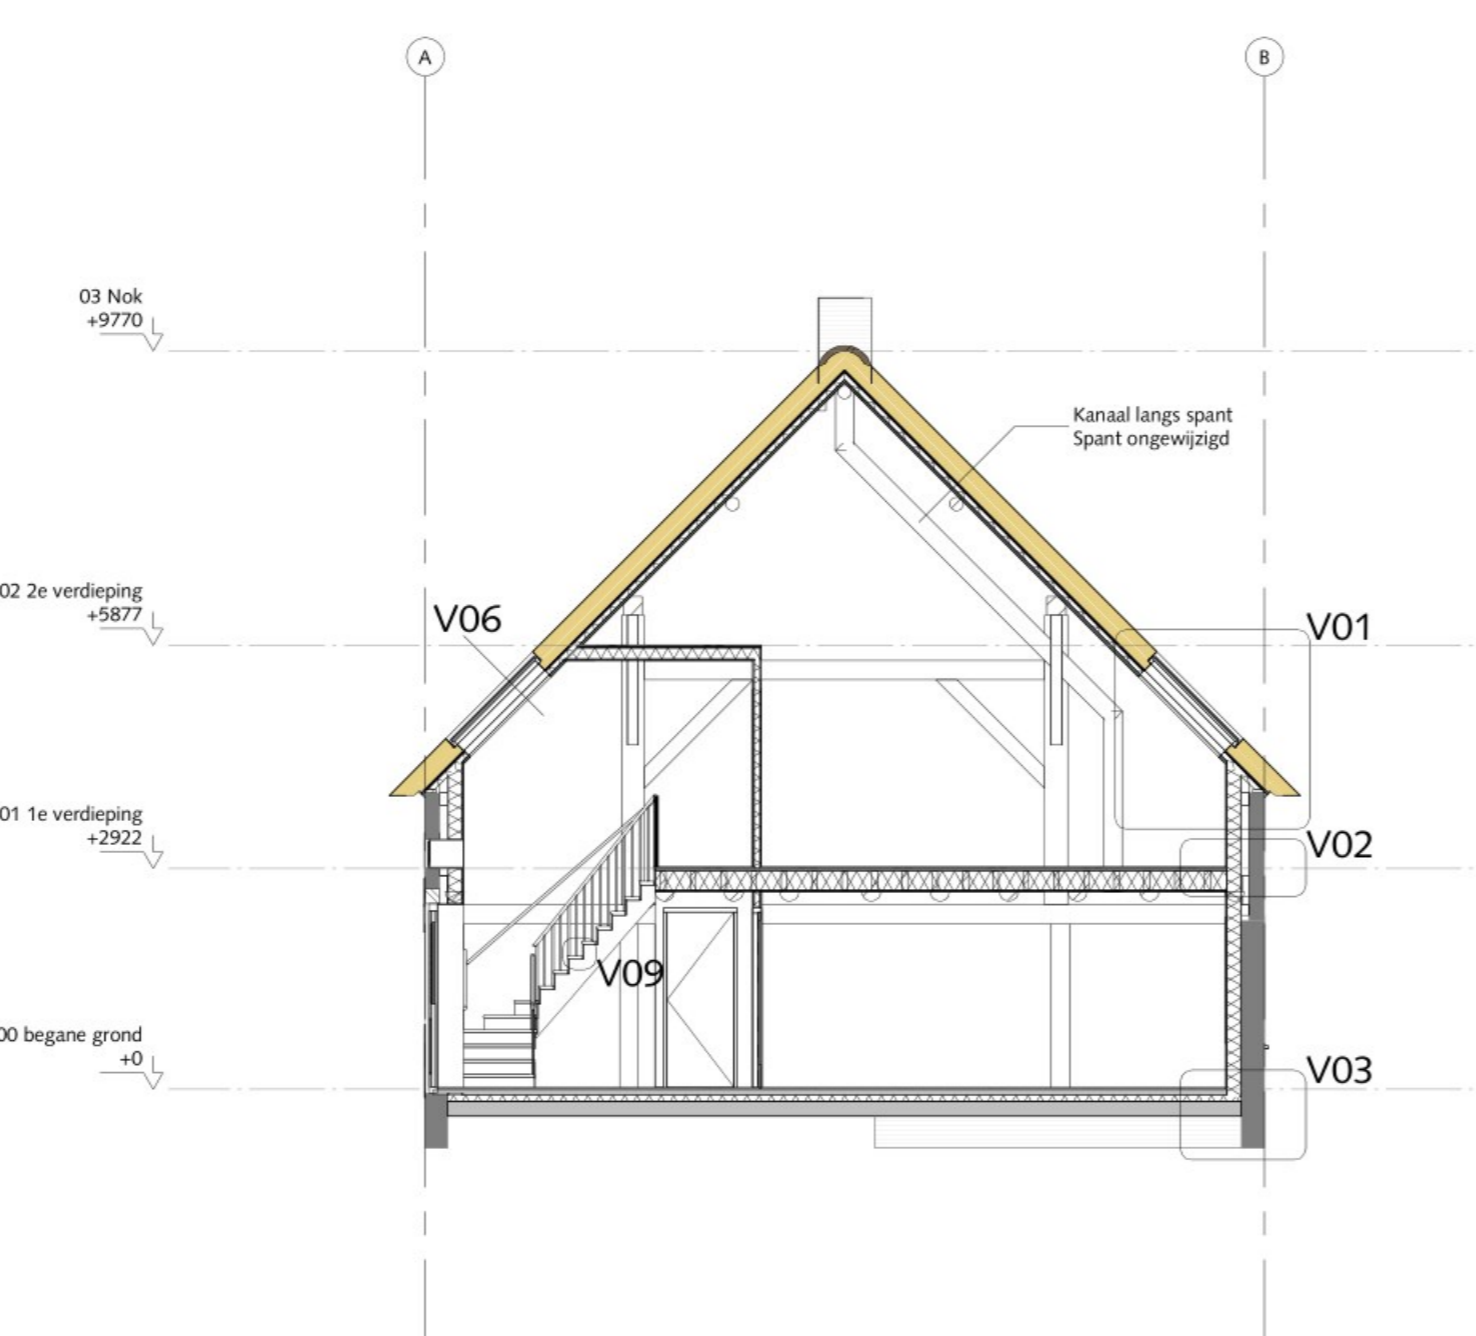 A
B
03 Nok
+9770
Kanaal langs spant
Spant ongewijzigd
02 2e verdieping
+5877
V06
V01
01 1e verdieping
+2922
V02
V09
00 begane grond
+0
V03